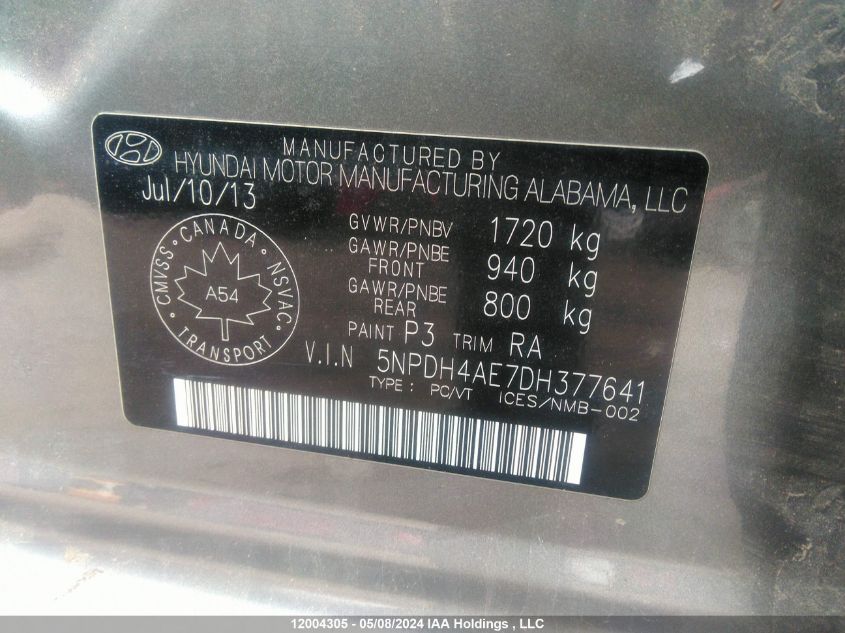 MANUFACTURED BY
HYUNDAI MOTOR MANUFACTURING ALABAMA, LLC
Jul/10/13
GVWR/PNBV 1720 kg
GAWR/PNBE FRONT 940 kg
GAWR/PNBE REAR 800 kg
PAINT P3 TRIM RA
CMVSS • CANADA • NSVAC •
A54
TRANSPORT
V.I.N 5NPDH4AE7DH377641
TYPE : PC/VT ICES/NMB-002
12004305 - 05/08/2024 IAA Holdings , LLC